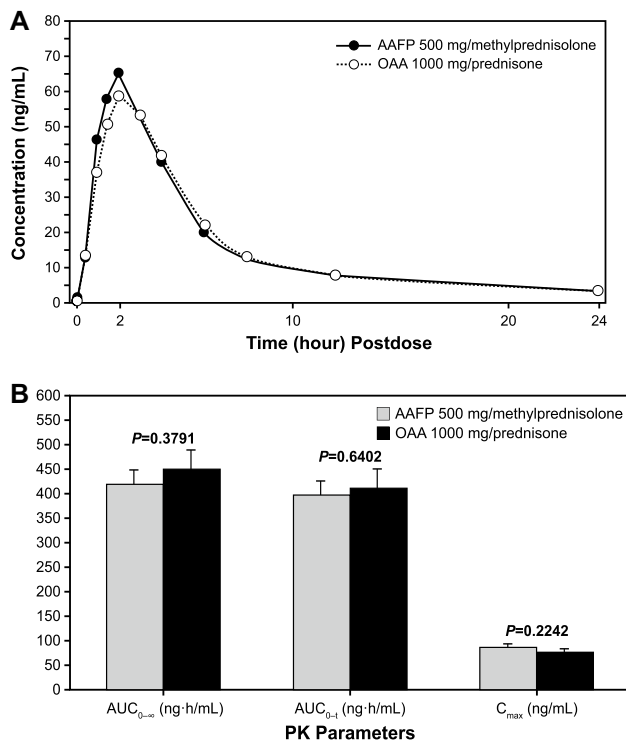 A
80
70
60
50
40
30
20
10
0
Concentration (ng/mL)
AAFP 500 mg/methylprednisolone
OAA 1000 mg/prednisone
0 2 10 20 24
Time (hour) Postdose
B
600
550
500
450
400
350
300
250
200
150
100
50
0
AAFP 500 mg/methylprednisolone
OAA 1000 mg/prednisone
P=0.3791
P=0.6402
P=0.2242
AUC0–∞ (ng·h/mL) AUC0–t (ng·h/mL) Cmax (ng/mL)
PK Parameters